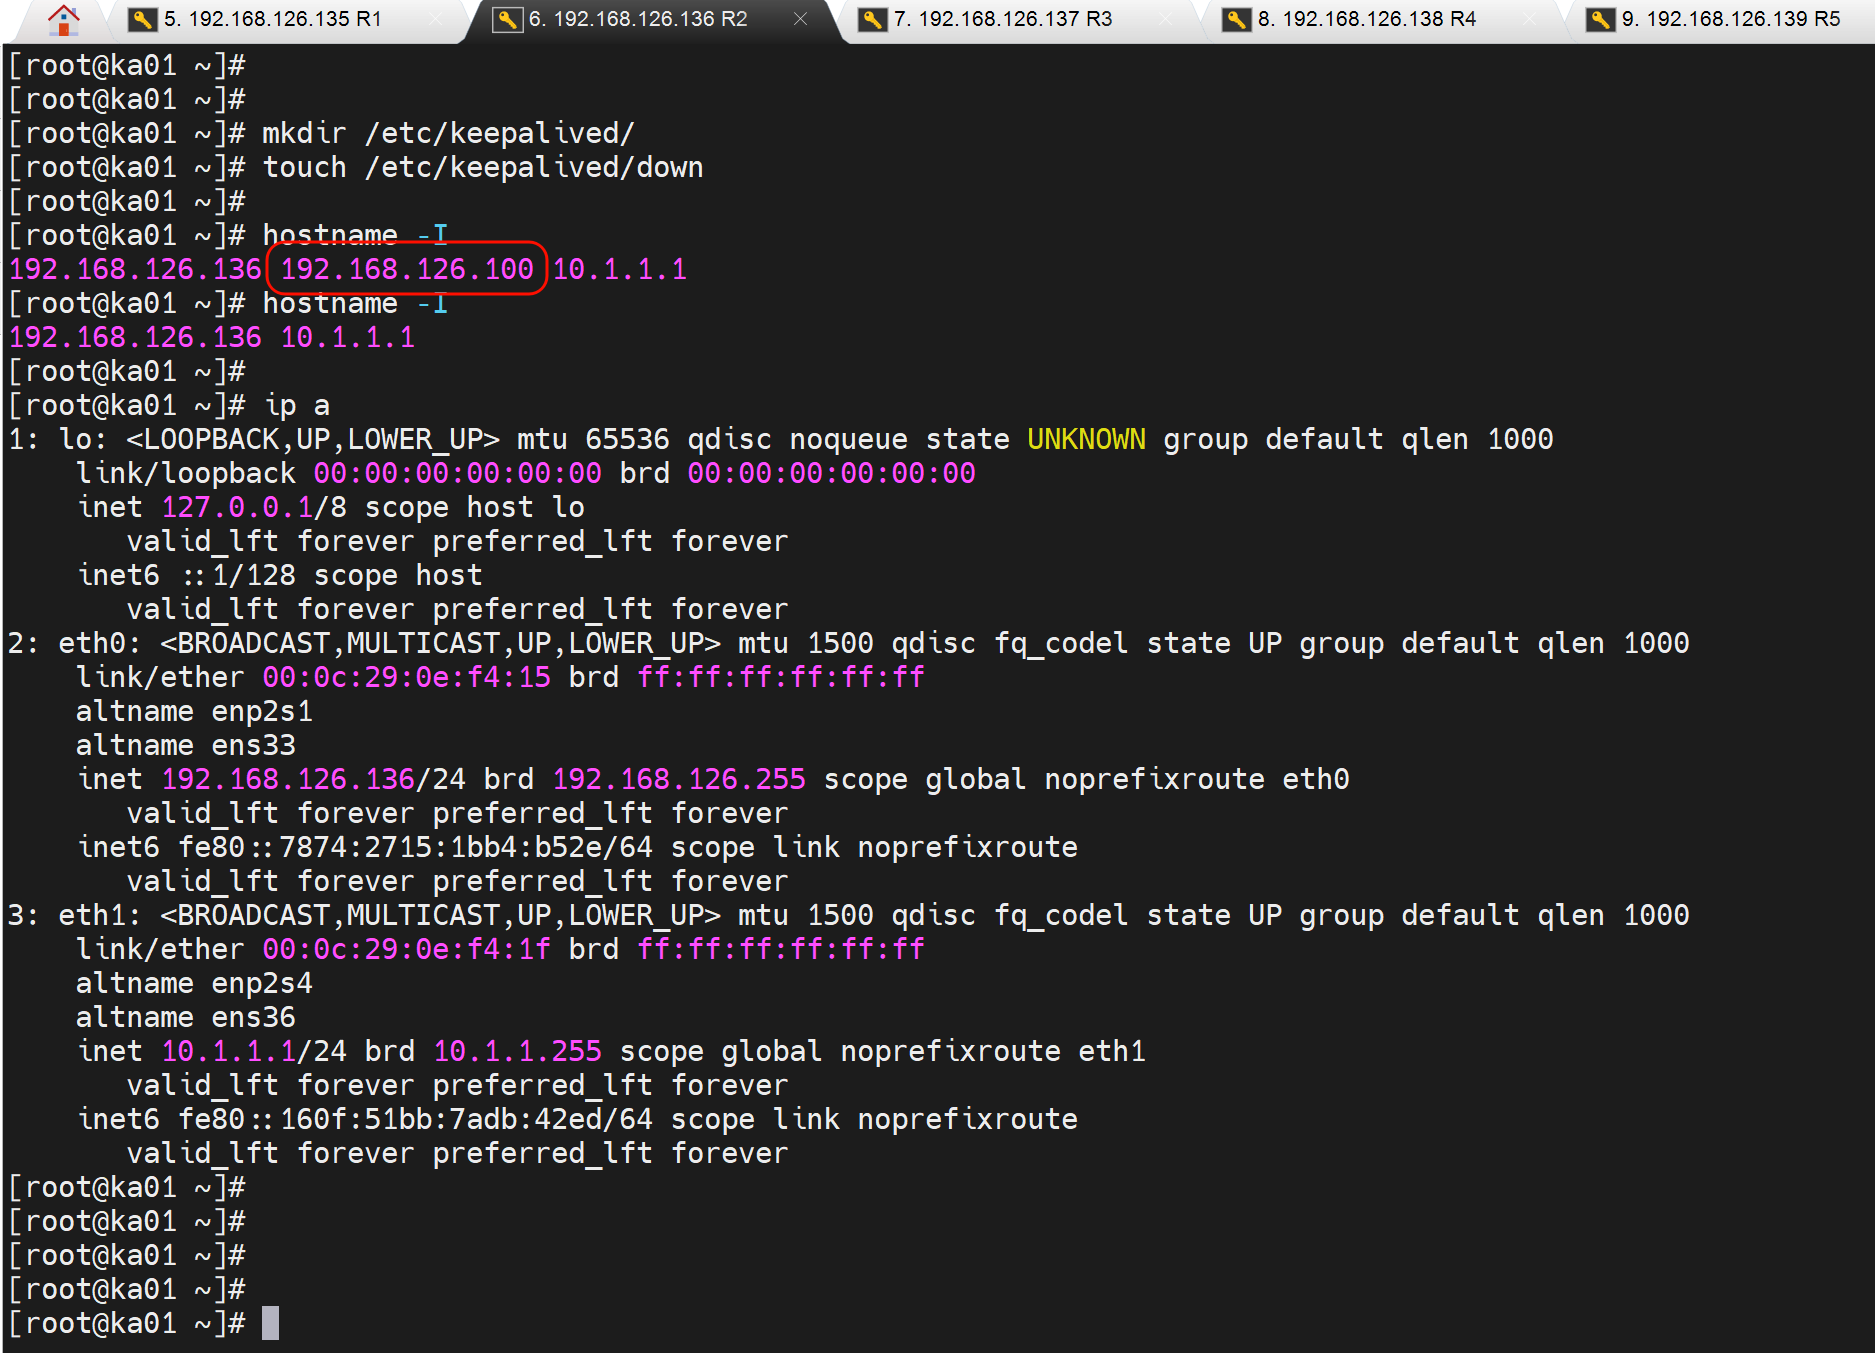 5. 192.168.126.135 R1
6. 192.168.126.136 R2
7. 192.168.126.137 R3
8. 192.168.126.138 R4
9. 192.168.126.139 R5
[root@ka01 ~]#
[root@ka01 ~]#
[root@ka01 ~]# mkdir /etc/keepalived/
[root@ka01 ~]# touch /etc/keepalived/down
[root@ka01 ~]#
[root@ka01 ~]# hostname -I
192.168.126.136 192.168.126.100 10.1.1.1
[root@ka01 ~]# hostname -I
192.168.126.136 10.1.1.1
[root@ka01 ~]#
[root@ka01 ~]# ip a
1: lo: <LOOPBACK,UP,LOWER_UP> mtu 65536 qdisc noqueue state UNKNOWN group default qlen 1000
    link/loopback 00:00:00:00:00:00 brd 00:00:00:00:00:00
    inet 127.0.0.1/8 scope host lo
       valid_lft forever preferred_lft forever
    inet6 ::1/128 scope host
       valid_lft forever preferred_lft forever
2: eth0: <BROADCAST,MULTICAST,UP,LOWER_UP> mtu 1500 qdisc fq_codel state UP group default qlen 1000
    link/ether 00:0c:29:0e:f4:15 brd ff:ff:ff:ff:ff:ff
    altname enp2s1
    altname ens33
    inet 192.168.126.136/24 brd 192.168.126.255 scope global noprefixroute eth0
       valid_lft forever preferred_lft forever
    inet6 fe80::7874:2715:1bb4:b52e/64 scope link noprefixroute
       valid_lft forever preferred_lft forever
3: eth1: <BROADCAST,MULTICAST,UP,LOWER_UP> mtu 1500 qdisc fq_codel state UP group default qlen 1000
    link/ether 00:0c:29:0e:f4:1f brd ff:ff:ff:ff:ff:ff
    altname enp2s4
    altname ens36
    inet 10.1.1.1/24 brd 10.1.1.255 scope global noprefixroute eth1
       valid_lft forever preferred_lft forever
    inet6 fe80::160f:51bb:7adb:42ed/64 scope link noprefixroute
       valid_lft forever preferred_lft forever
[root@ka01 ~]#
[root@ka01 ~]#
[root@ka01 ~]#
[root@ka01 ~]#
[root@ka01 ~]#